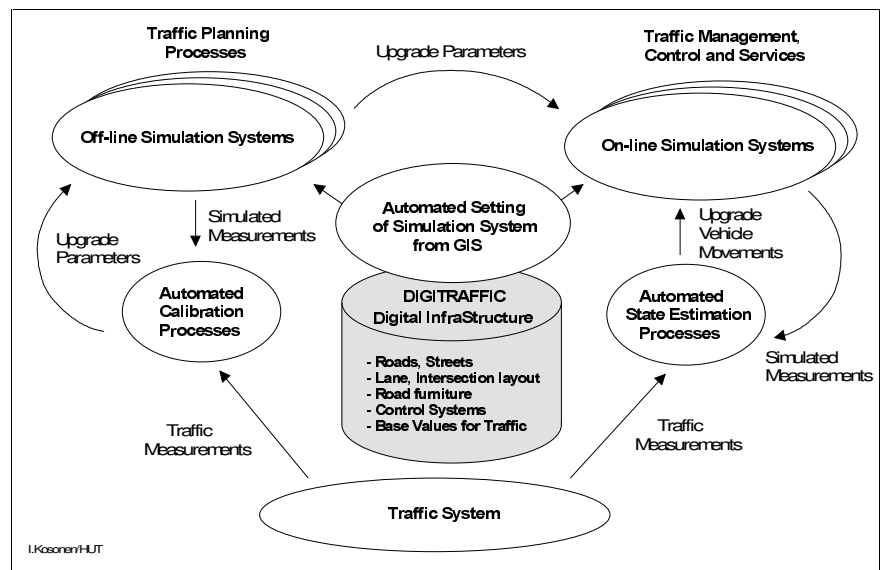 Traffic Planning
Processes
Upgrade Parameters
Traffic Management,
Control and Services
Off-line Simulation Systems
On-line Simulation Systems
Automated Setting
of Simulation System
from GIS
Simulated
Measurements
Upgrade
Parameters
Upgrade
Vehicle
Movements
Automated
Calibration
Processes
DIGITRAFFIC
Digital InfraStructure
- Roads, Streets
- Lane, Intersection layout
- Road furniture
- Control Systems
- Base Values for Traffic
Automated
State Estimation
Processes
Simulated
Measurements
Traffic
Measurements
Traffic
Measurements
Traffic System
I.Kosonen/HUT